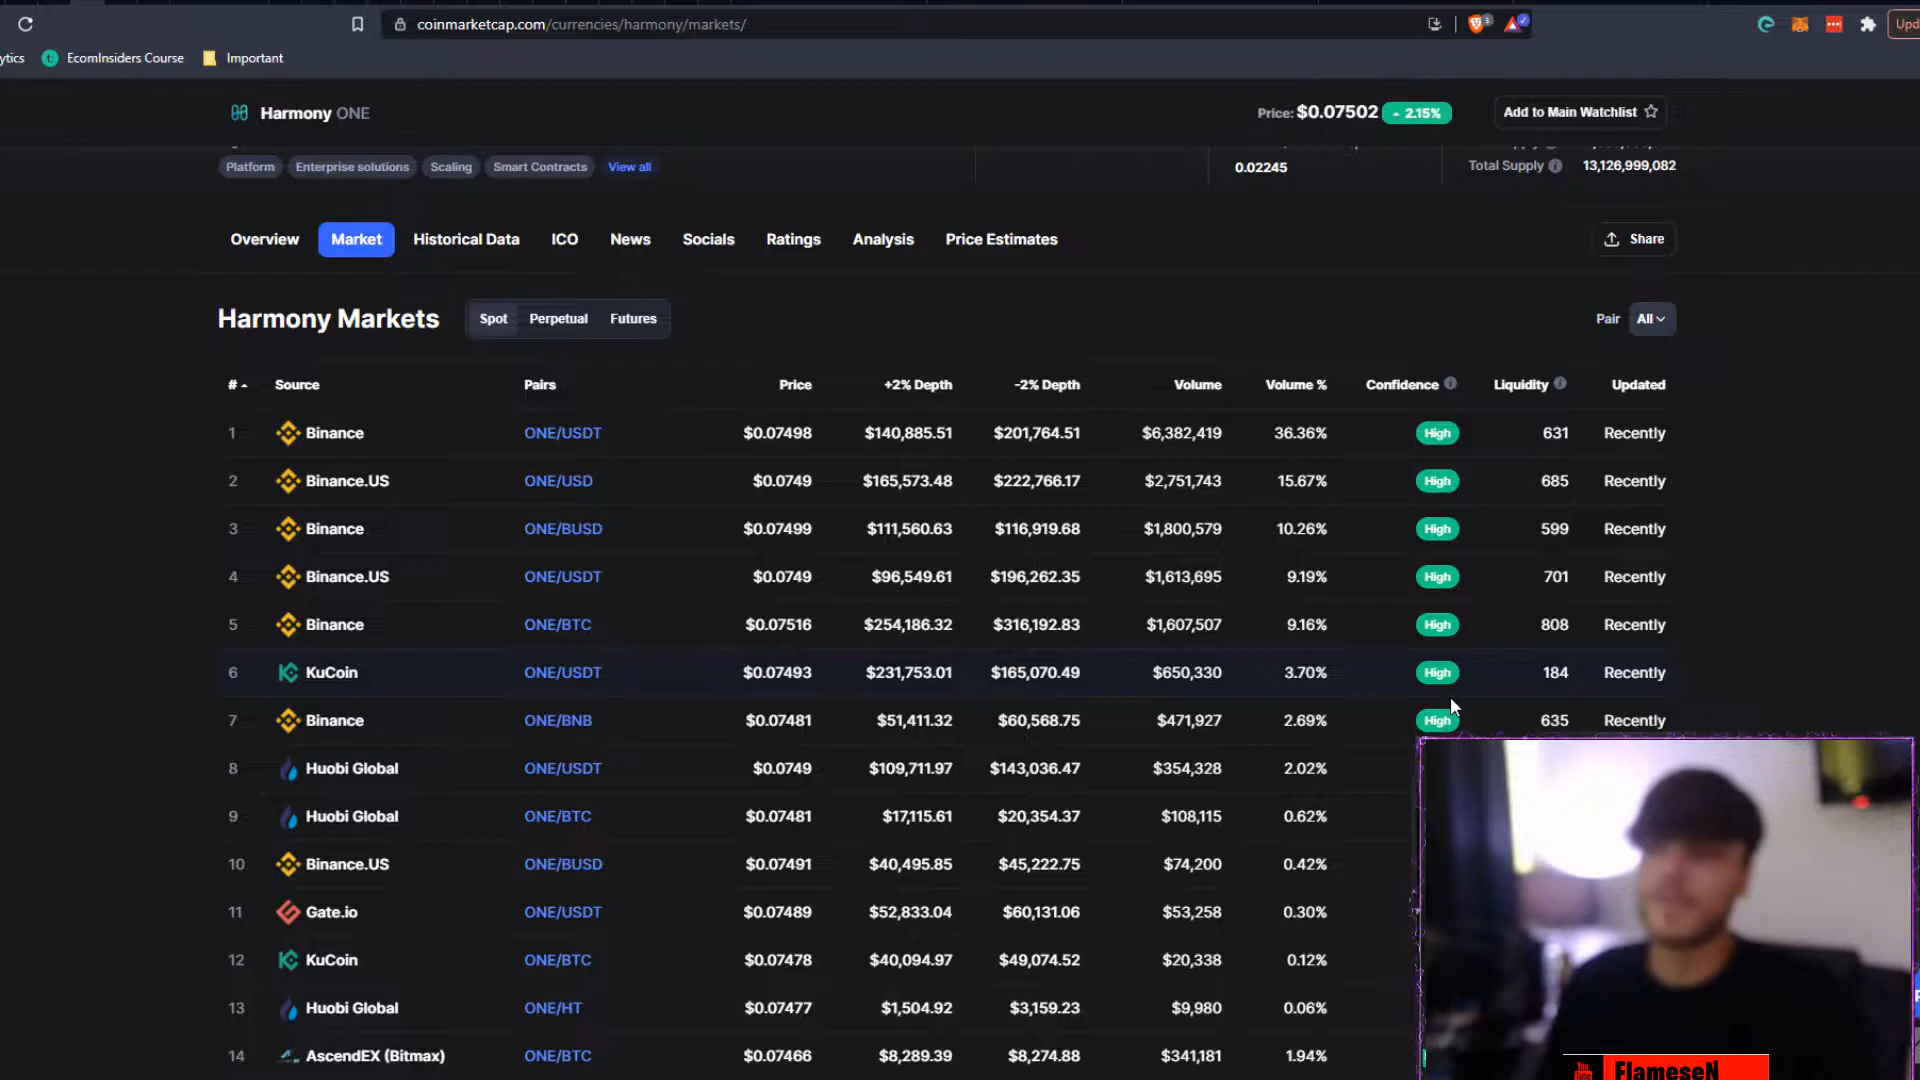 coinmarketcap.com/currencies/harmony/markets/
3
Upd
ytics EcomInsiders Course Important
Harmony ONE Price: $0.07502 2.15% Add to Main Watchlist
Platform Enterprise solutions Scaling Smart Contracts View all 0.02245 Total Supply 13,126,999,082
Overview Market Historical Data ICO News Socials Ratings Analysis Price Estimates Share
Harmony Markets Spot Perpetual Futures Pair All
# Source Pairs Price +2% Depth -2% Depth Volume Volume % Confidence Liquidity Updated
1 Binance ONE/USDT $0.07498 $140,885.51 $201,764.51 $6,382,419 36.36% High 631 Recently
2 Binance.US ONE/USD $0.0749 $165,573.48 $222,766.17 $2,751,743 15.67% High 685 Recently
3 Binance ONE/BUSD $0.07499 $111,560.63 $116,919.68 $1,800,579 10.26% High 599 Recently
4 Binance.US ONE/USDT $0.0749 $96,549.61 $196,262.35 $1,613,695 9.19% High 701 Recently
5 Binance ONE/BTC $0.07516 $254,186.32 $316,192.83 $1,607,507 9.16% High 808 Recently
6 KuCoin ONE/USDT $0.07493 $231,753.01 $165,070.49 $650,330 3.70% High 184 Recently
7 Binance ONE/BNB $0.07481 $51,411.32 $60,568.75 $471,927 2.69% High 635 Recently
8 Huobi Global ONE/USDT $0.0749 $109,711.97 $143,036.47 $354,328 2.02%
9 Huobi Global ONE/BTC $0.07481 $17,115.61 $20,354.37 $108,115 0.62%
10 Binance.US ONE/BUSD $0.07491 $40,495.85 $45,222.75 $74,200 0.42%
11 Gate.io ONE/USDT $0.07489 $52,833.04 $60,131.06 $53,258 0.30%
12 KuCoin ONE/BTC $0.07478 $40,094.97 $49,074.52 $20,338 0.12%
13 Huobi Global ONE/HT $0.07477 $1,504.92 $3,159.23 $9,980 0.06%
14 AscendEX (Bitmax) ONE/BTC $0.07466 $8,289.39 $8,274.88 $341,181 1.94%
You FlameseN